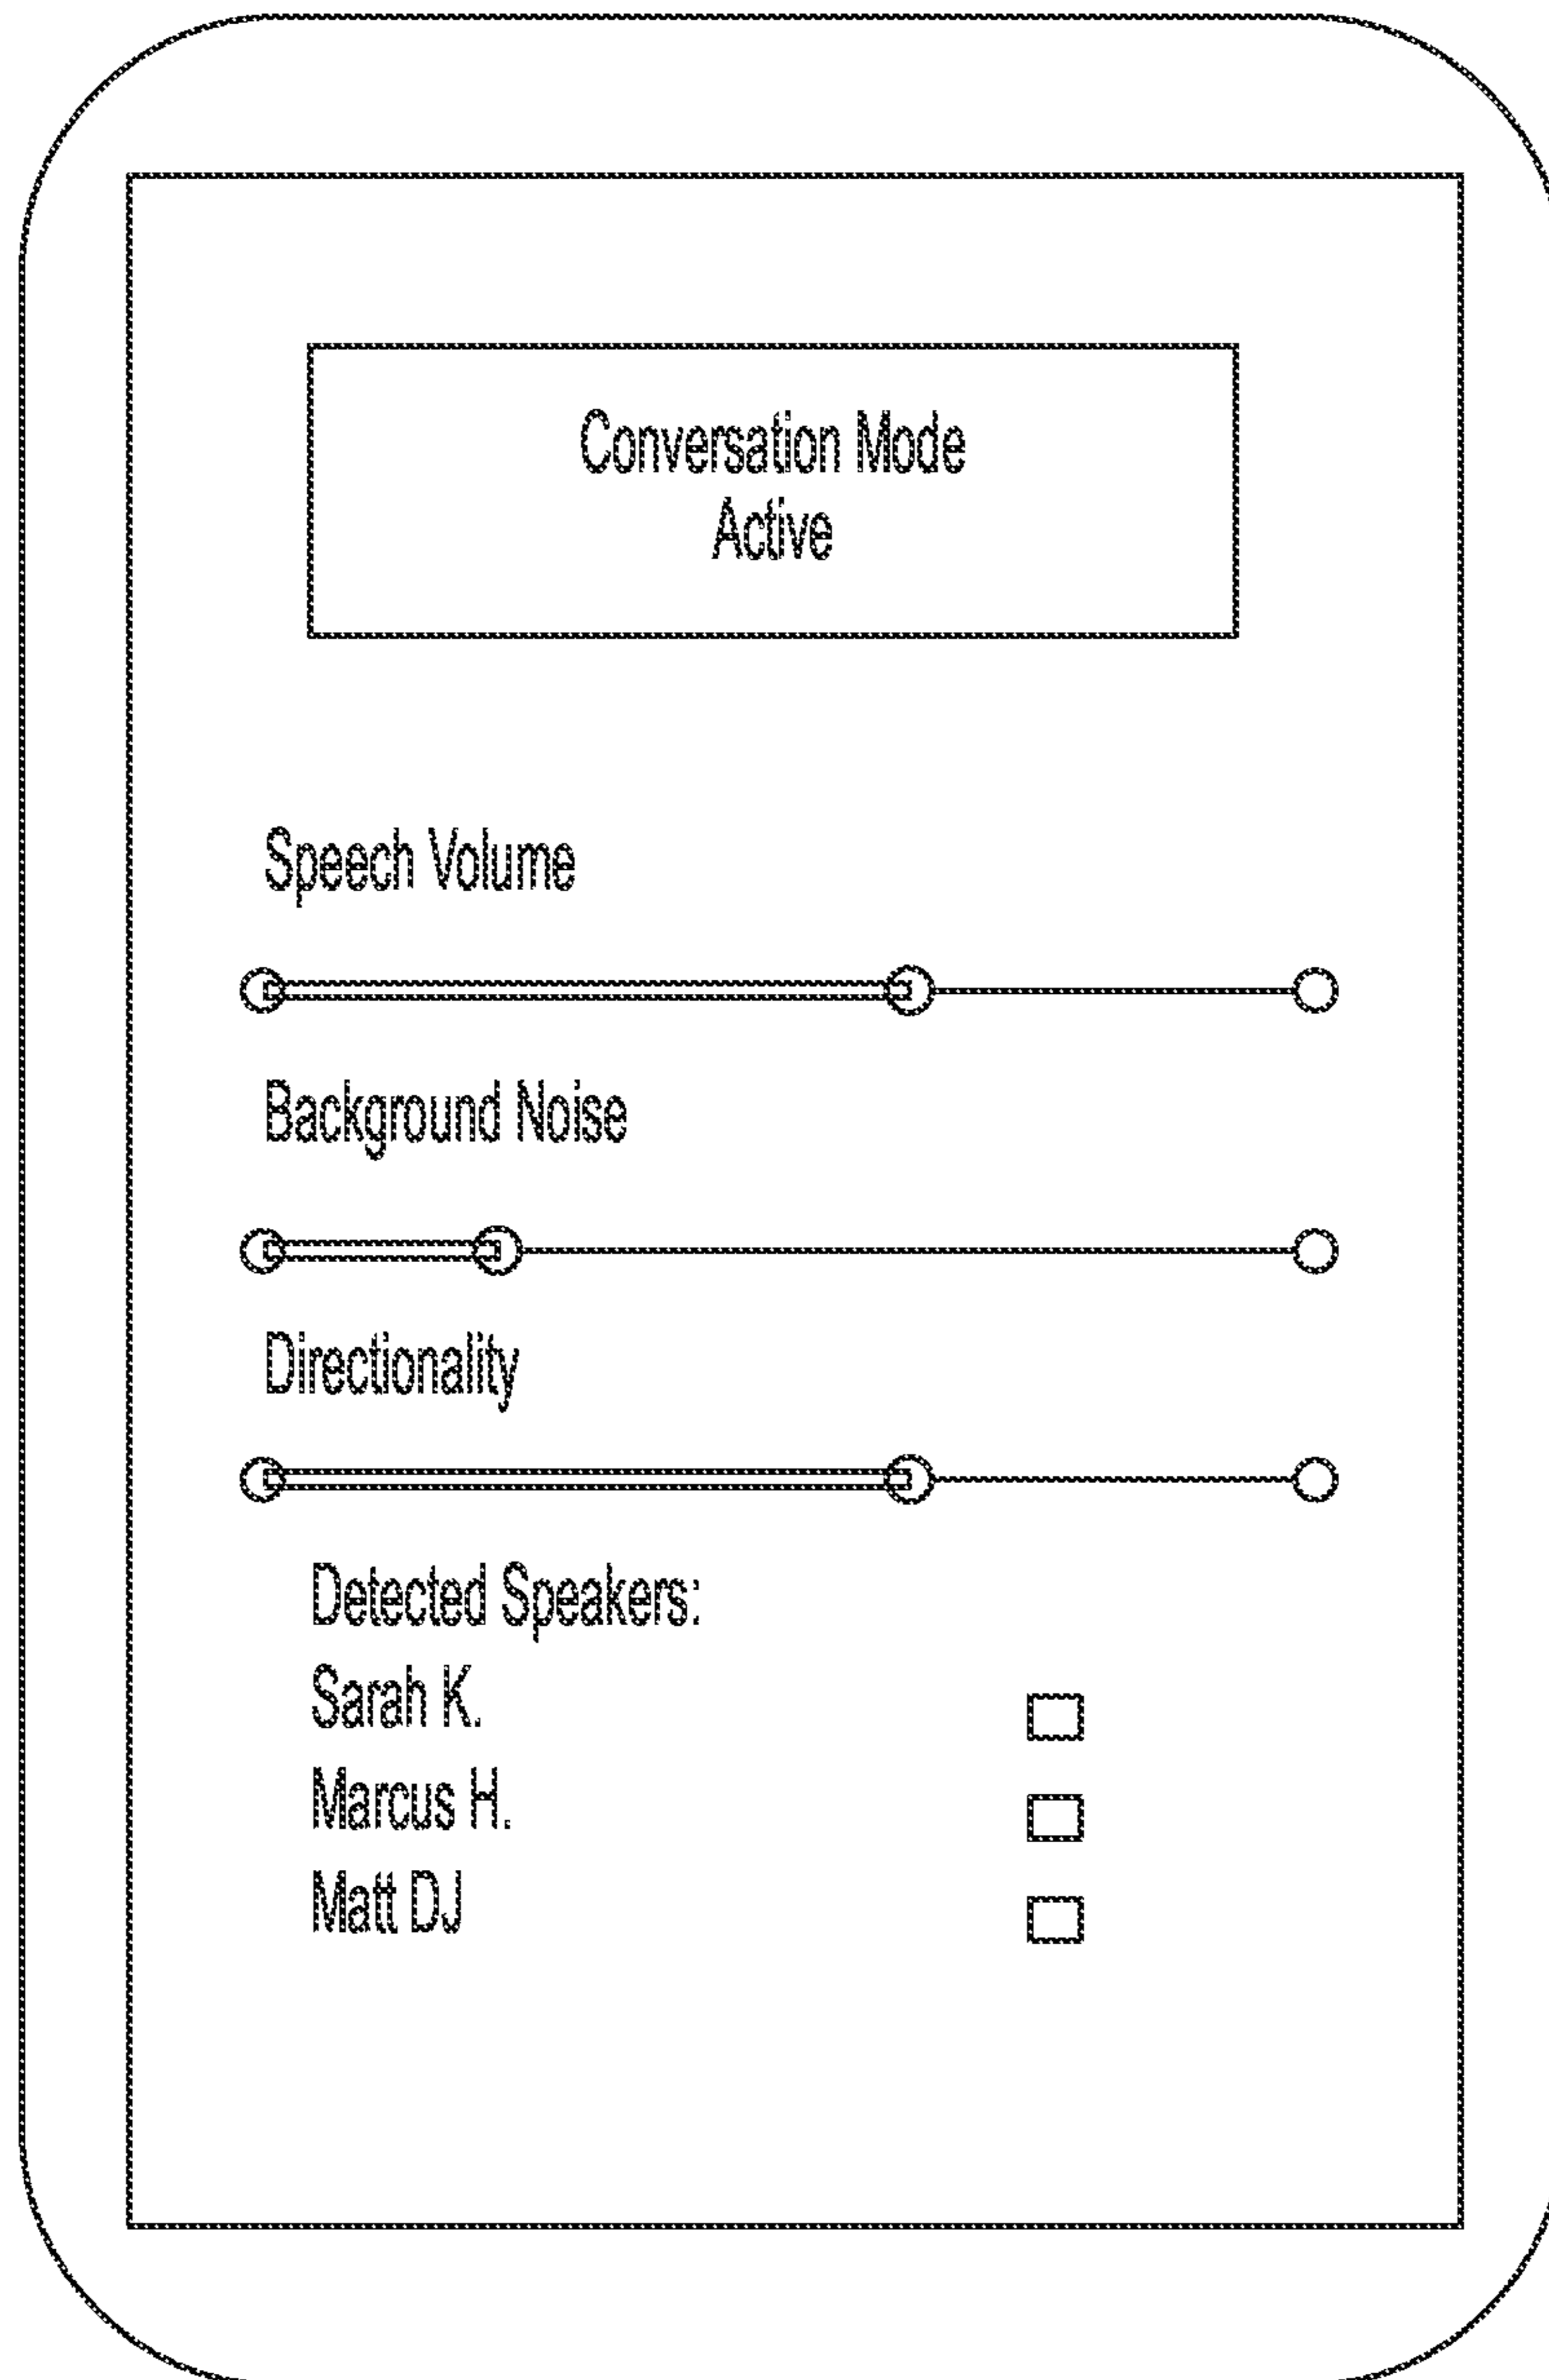 Conversation Mode
Active
Speech Volume
Background Noise
Directionality
Detected Speakers:
Sarah K.
Marcus H.
Matt DJ